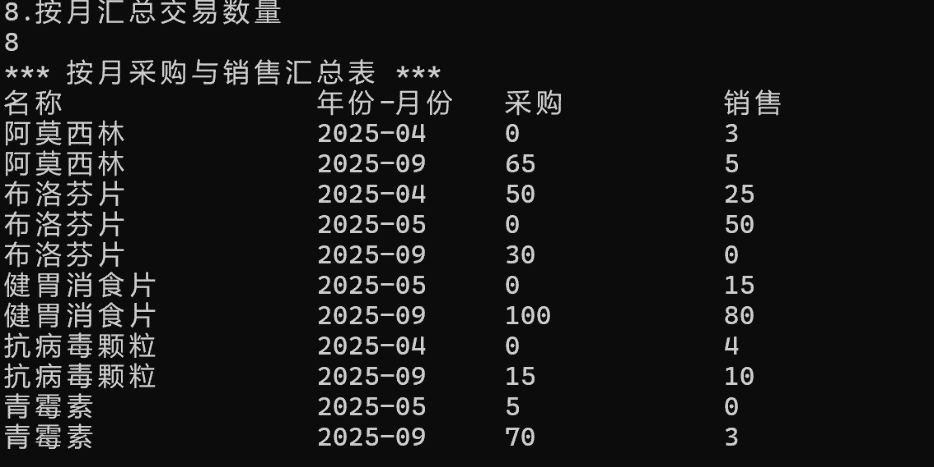 8.按月汇总交易数量
8
*** 按月采购与销售汇总表 ***
名称 年份-月份 采购 销售
阿莫西林 2025-04 0 3
阿莫西林 2025-09 65 5
布洛芬片 2025-04 50 25
布洛芬片 2025-05 0 50
布洛芬片 2025-09 30 0
健胃消食片 2025-05 0 15
健胃消食片 2025-09 100 80
抗病毒颗粒 2025-04 0 4
抗病毒颗粒 2025-09 15 10
青霉素 2025-05 5 0
青霉素 2025-09 70 3